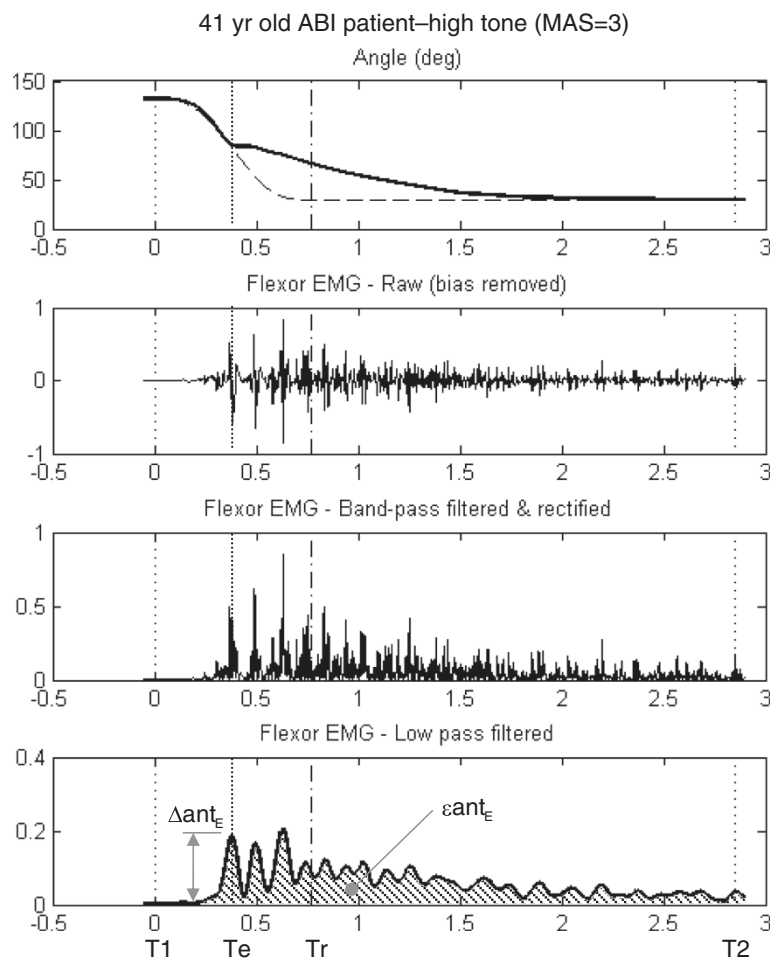 41 yr old ABI patient–high tone (MAS=3)
Angle (deg)
150
100
50
0
-0.5 0 0.5 1 1.5 2 2.5 3
Flexor EMG - Raw (bias removed)
1
0
-1
-0.5 0 0.5 1 1.5 2 2.5 3
Flexor EMG - Band-pass filtered & rectified
1
0.5
0
-0.5 0 0.5 1 1.5 2 2.5 3
Flexor EMG - Low pass filtered
0.4
0.2
0
ΔantE
εantE
-0.5 0 0.5 1 1.5 2 2.5 3
T1 Te Tr T2